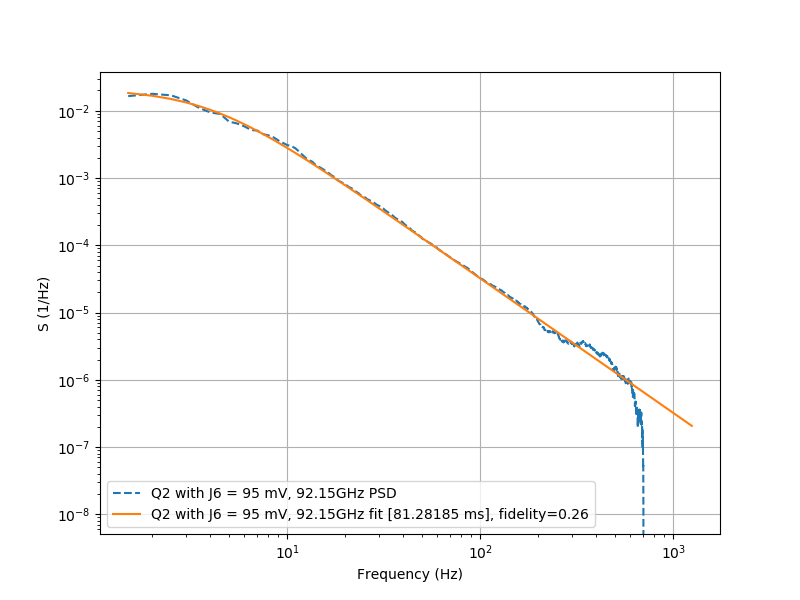 10⁻²
10⁻³
10⁻⁴
10⁻⁵
10⁻⁶
10⁻⁷
10⁻⁸
S (1/Hz)
Q2 with J6 = 95 mV, 92.15GHz PSD
Q2 with J6 = 95 mV, 92.15GHz fit [81.28185 ms], fidelity=0.26
10¹ 10² 10³
Frequency (Hz)